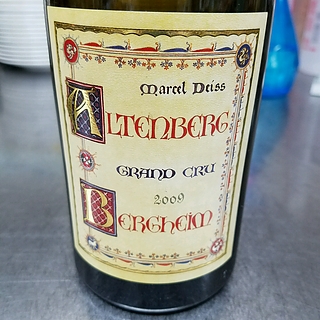 Marcel Deiss
ALTENBERG
GRAND CRU
2009
BERGHEIM